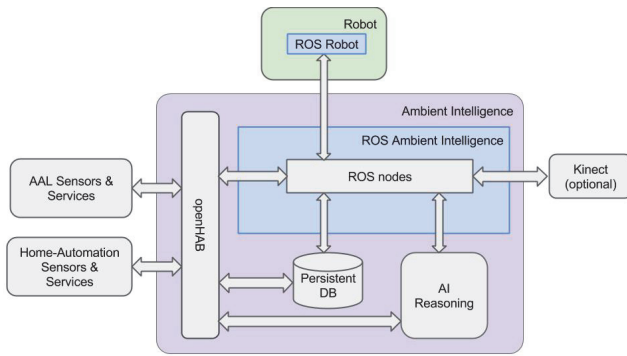 Robot
ROS Robot
Ambient Intelligence
ROS Ambient Intelligence
ROS nodes
Kinect
(optional)
AAL Sensors &
Services
openHAB
Home-Automation
Sensors &
Services
Persistent
DB
AI
Reasoning